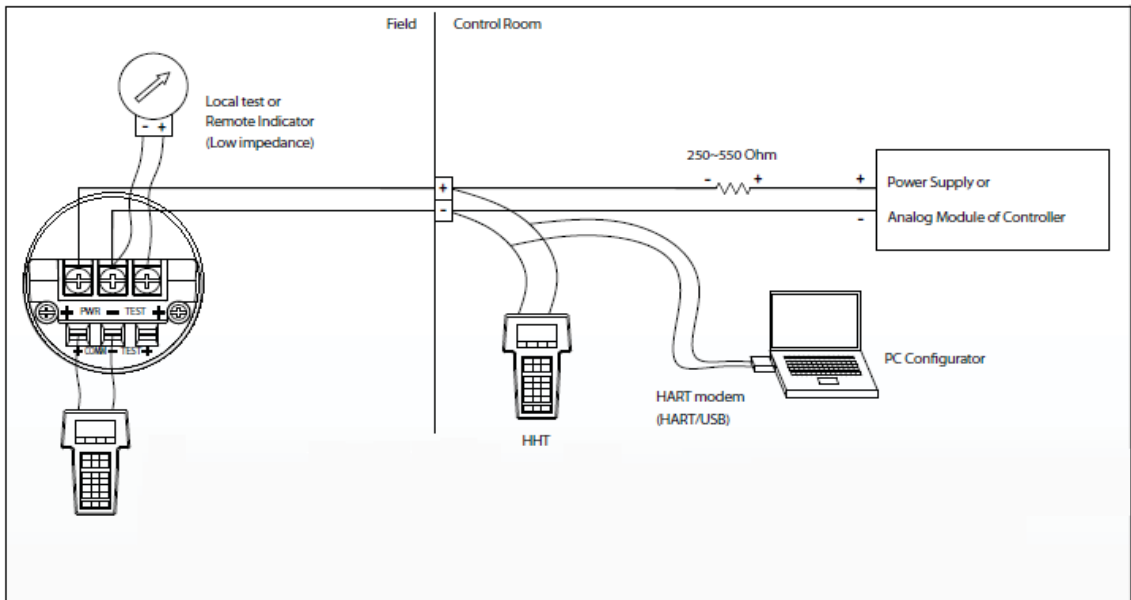 Field
Control Room
Local test or
Remote Indicator
(Low impedance)
- +
250~550 Ohm
- +
+
-
+
-
Power Supply or
Analog Module of Controller
+ PWR - TEST +
+ COMM - TEST +
PC Configurator
HART modem
(HART/USB)
HHT